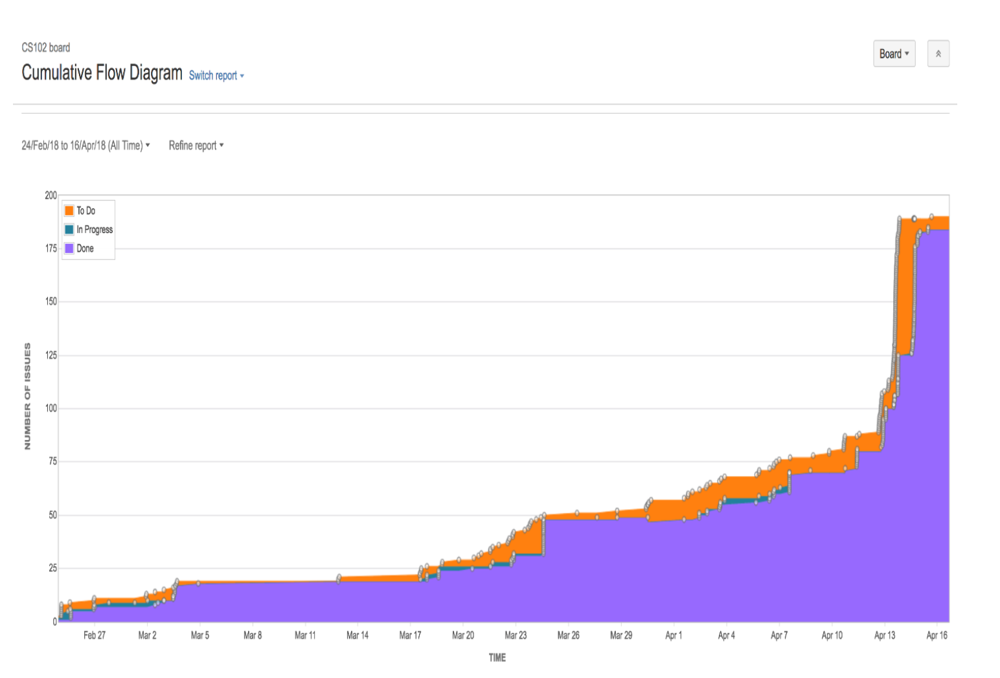 CS102 board
Board
Cumulative Flow Diagram Switch report
24/Feb/18 to 16/Apr/18 (All Time) Refine report
200
To Do
In Progress
175
Done
150
125
100
75
50
25
0
NUMBER OF ISSUES
Feb 27 Mar 2 Mar 5 Mar 8 Mar 11 Mar 14 Mar 17 Mar 20 Mar 23 Mar 26 Mar 29 Apr 1 Apr 4 Apr 7 Apr 10 Apr 13 Apr 16
TIME